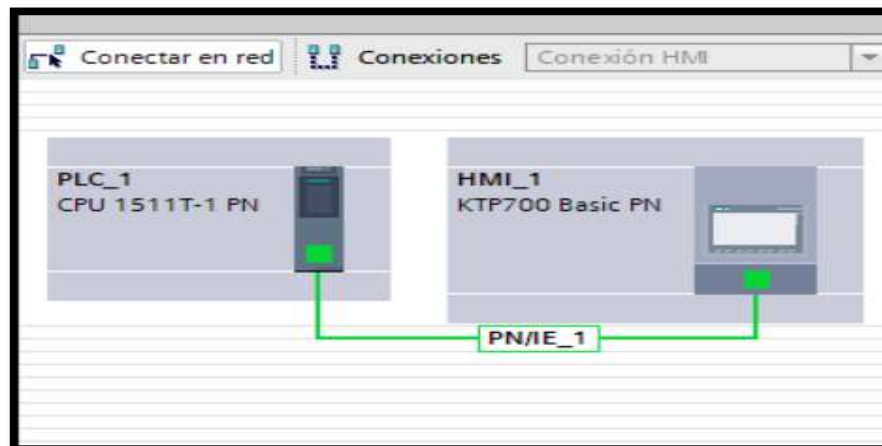 Conectar en red Conexiones Conexión HMI
PLC_1
CPU 1511T-1 PN
HMI_1
KTP700 Basic PN
PN/IE_1